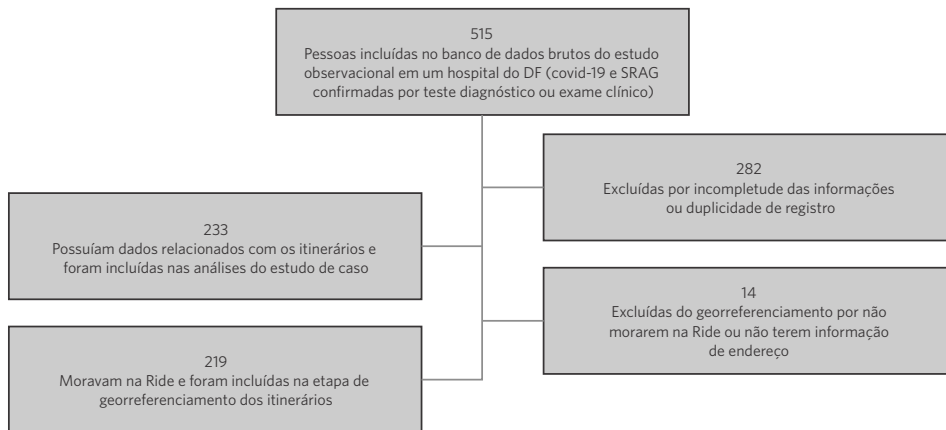 515
Pessoas incluídas no banco de dados brutos do estudo
observacional em um hospital do DF (covid-19 e SRAG
confirmadas por teste diagnóstico ou exame clínico)
282
Excluídas por incompletude das informações
ou duplicidade de registro
233
Possuíam dados relacionados com os itinerários e
foram incluídas nas análises do estudo de caso
14
Excluídas do georreferenciamento por não
morarem na Ride ou não terem informação
de endereço
219
Moravam na Ride e foram incluídas na etapa de
georreferenciamento dos itinerários